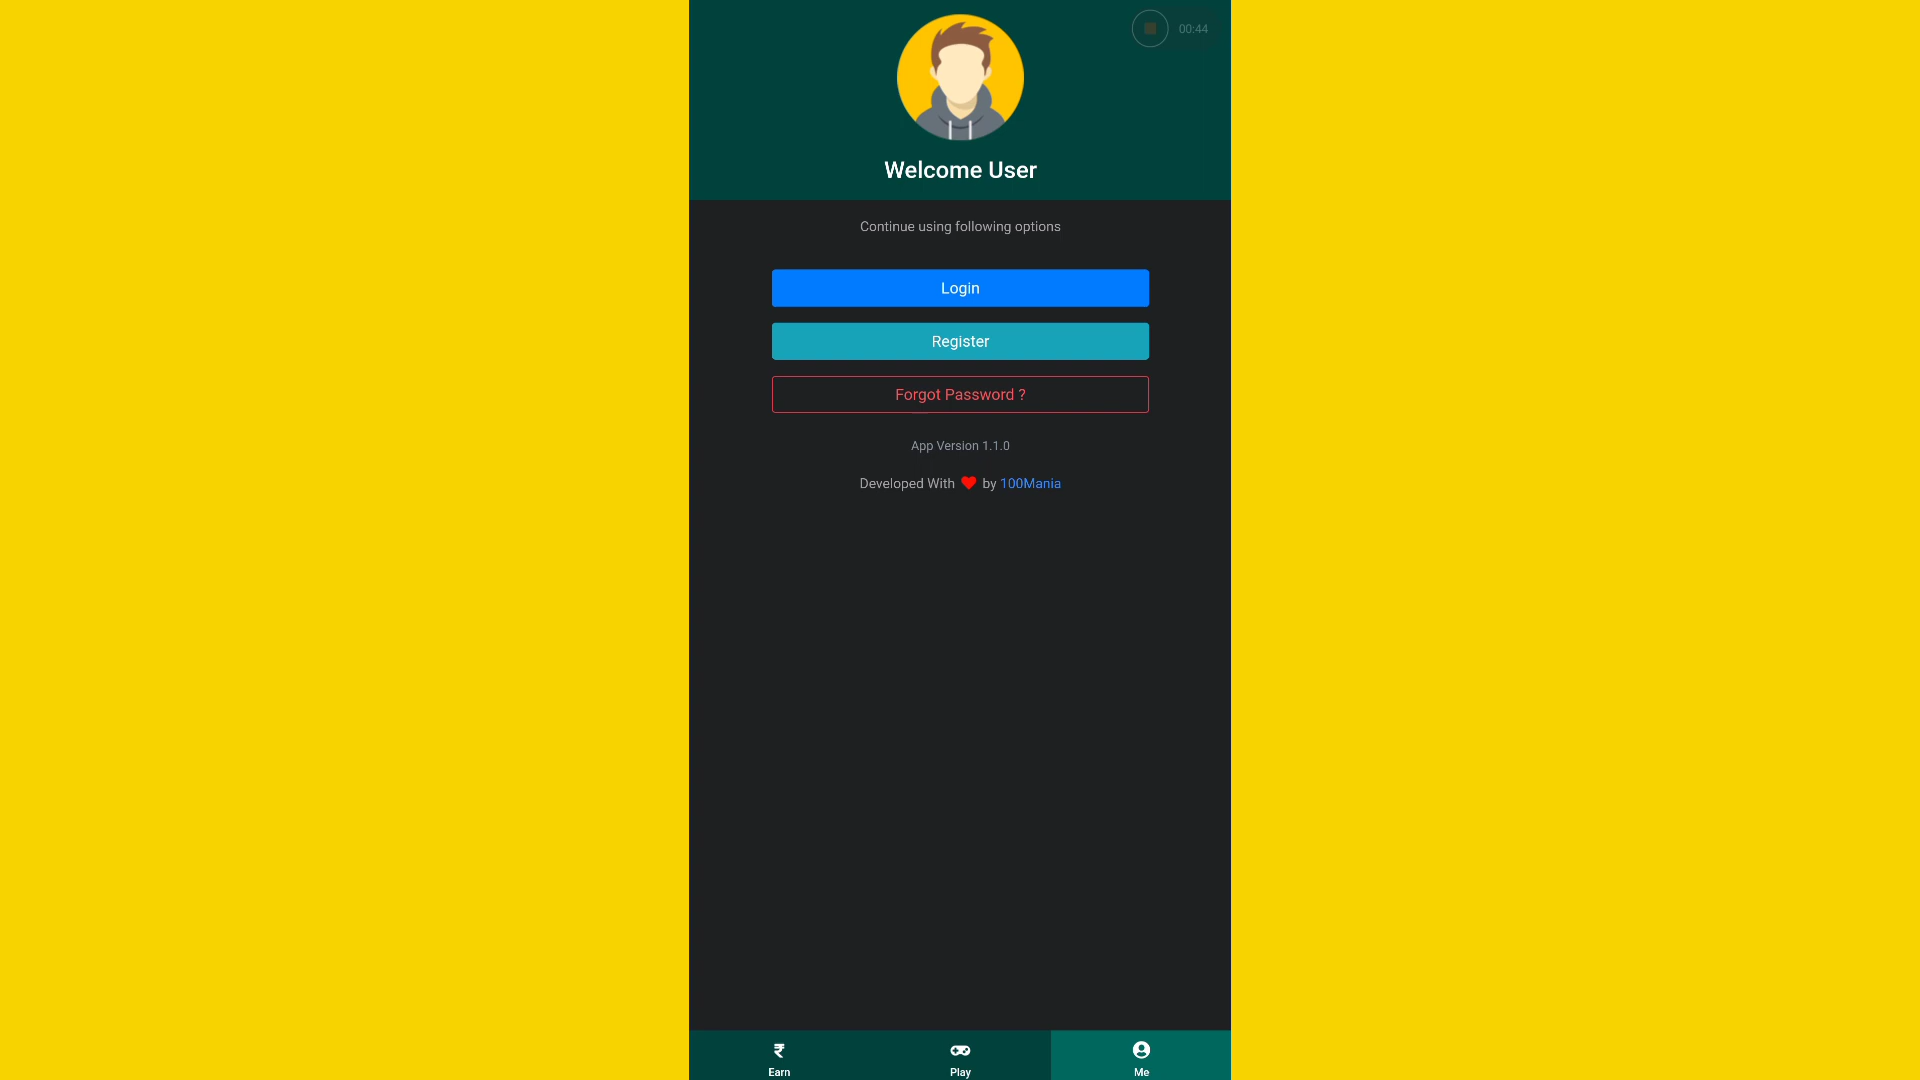 00:44
Welcome User
Continue using following options
Login
Register
Forgot Password ?
App Version 1.1.0
Developed With ❤ by 100Mania
₹
Earn
Play
Me